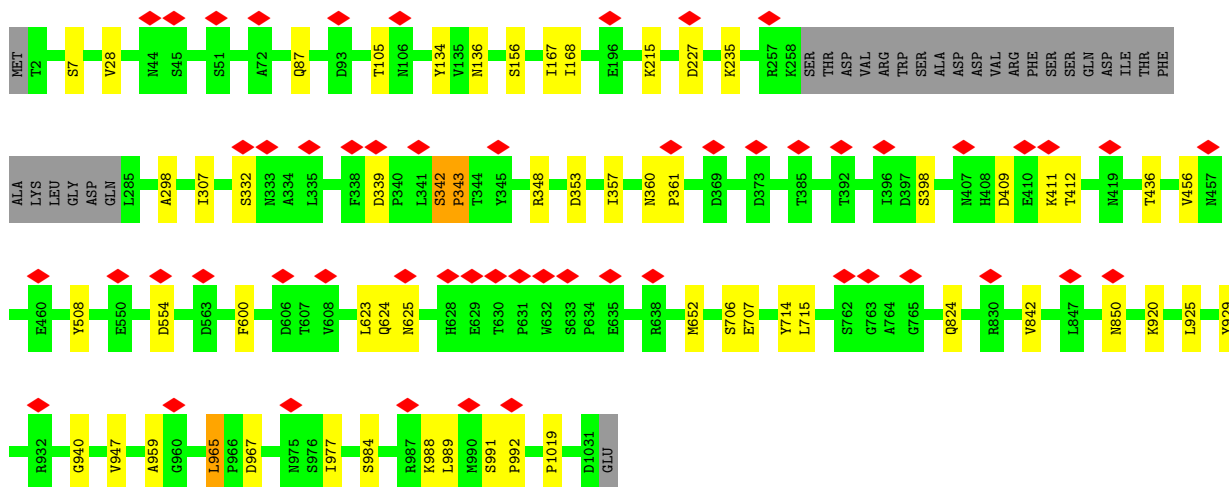 MET T2 S7 V28 N44 S45 S51 A72 Q87 D93 T105 N106 Y134 V135 N136 S156 I167 I168 E196 K215 D227 K235 R257 K258 SER THR ASP VAL ARG TRP SER ALA ASP ASP VAL ARG PHE SER SER GLN ASP ILE THR PHE
ALA LYS LEU GLY ASP GLN L285 A298 I307 S332 N333 A334 L335 F338 D339 P340 L341 S342 P343 T344 Y345 R348 D353 I357 N360 P361 D369 D373 T385 T392 I396 D397 S398 N407 H408 D409 E410 K411 T412 N419 T436 V456 N457
E460 Y508 E550 D554 D563 F600 D606 T607 V608 L623 Q624 N625 H628 E629 T630 P631 W632 S633 P634 E635 R638 M652 S706 E707 Y714 L715 S762 G763 A764 G765 Q824 R830 V842 L847 N850 K920 L925 Y929
R932 G940 V947 A959 G960 L965 P966 D967 N975 S976 I977 S984 R987 K988 L989 M990 S991 P992 P1019 D1031 GLU